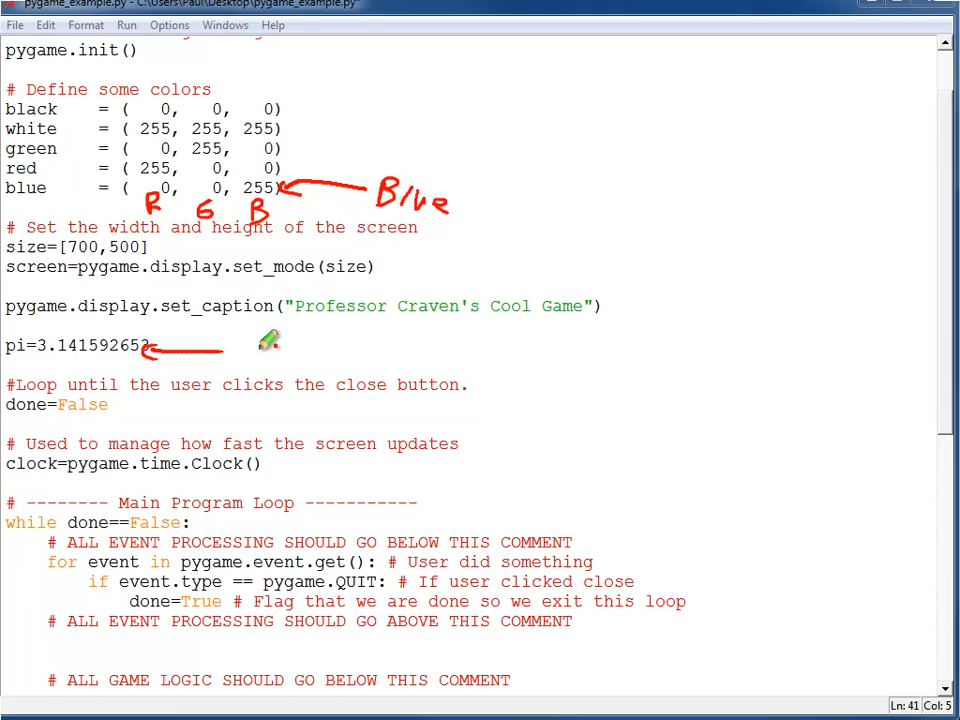 pygame_example.py - C:\Users\Paul\Desktop\pygame_example.py*
File Edit Format Run Options Windows Help
pygame.init()
# Define some colors
black    = (   0,   0,   0)
white    = ( 255, 255, 255)
green    = (   0, 255,   0)
red      = ( 255,   0,   0)
blue     = (   0,   0, 255)
Blue
R G B
# Set the width and height of the screen
size=[700,500]
screen=pygame.display.set_mode(size)
pygame.display.set_caption("Professor Craven's Cool Game")
pi=3.141592653
#Loop until the user clicks the close button.
done=False
# Used to manage how fast the screen updates
clock=pygame.time.Clock()
# -------- Main Program Loop -----------
while done==False:
    # ALL EVENT PROCESSING SHOULD GO BELOW THIS COMMENT
    for event in pygame.event.get(): # User did something
        if event.type == pygame.QUIT: # If user clicked close
            done=True # Flag that we are done so we exit this loop
    # ALL EVENT PROCESSING SHOULD GO ABOVE THIS COMMENT
    # ALL GAME LOGIC SHOULD GO BELOW THIS COMMENT
Ln: 41 Col: 5